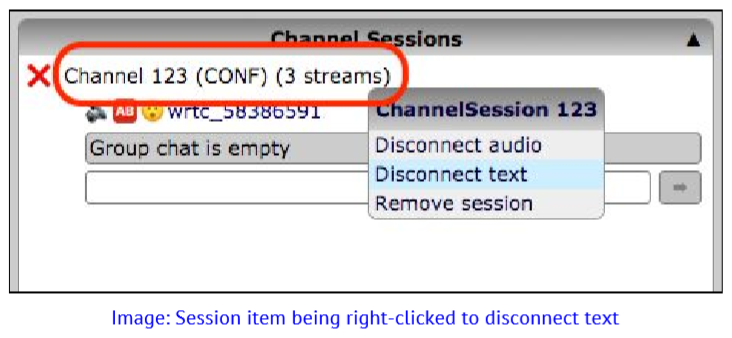 Channel Sessions ▲
Channel 123 (CONF) (3 streams)
AB wrtc_58386591
ChannelSession 123
Group chat is empty
Disconnect audio
Disconnect text
Remove session
Image: Session item being right-clicked to disconnect text